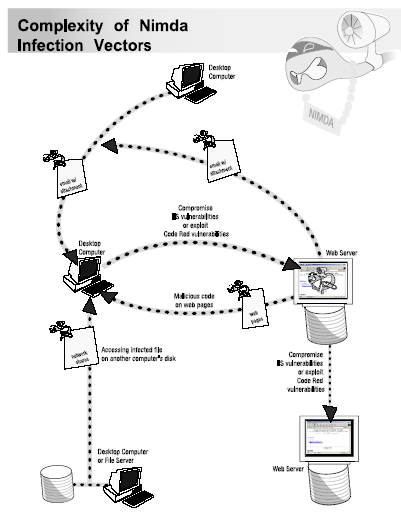 Complexity of Nimda
Infection Vectors
NIMDA
Desktop
Computer
email w/
attachment
email w/
attachment
Compromise
IIS vulnerabilities
or exploit
Code Red vulnerabilities
Desktop
Computer
Web Server
Malicious code
on web pages
web
pages
network
shares
Accessing infected file
on another computer's disk
Compromise
IIS vulnerabilities
or exploit
Code Red
vulnerabilities
Desktop Computer
or File Server
Web Server